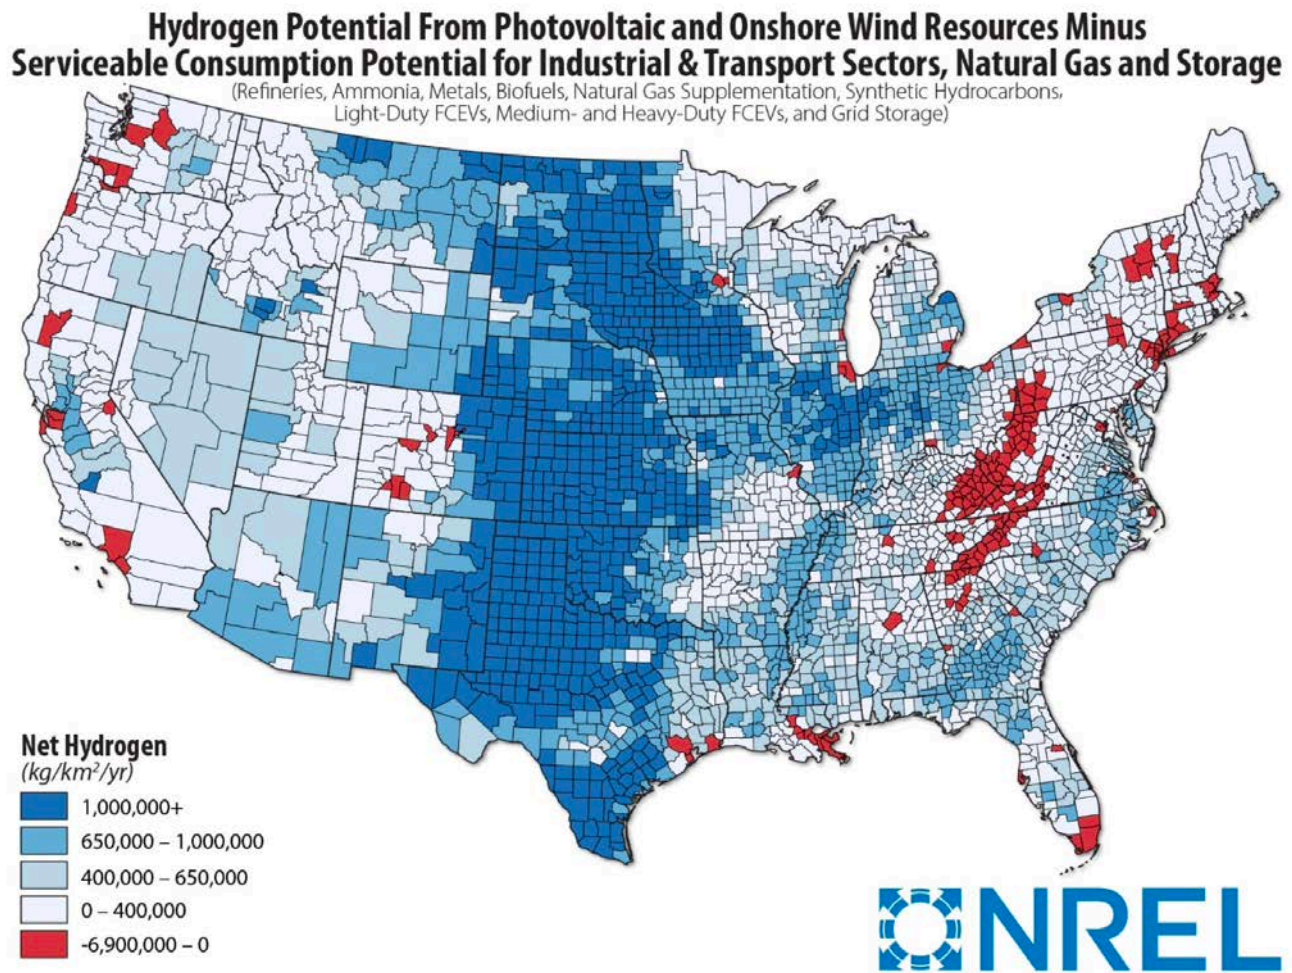 Hydrogen Potential From Photovoltaic and Onshore Wind Resources Minus
Serviceable Consumption Potential for Industrial & Transport Sectors, Natural Gas and Storage
(Refineries, Ammonia, Metals, Biofuels, Natural Gas Supplementation, Synthetic Hydrocarbons,
Light-Duty FCEVs, Medium- and Heavy-Duty FCEVs, and Grid Storage)
Net Hydrogen
(kg/km²/yr)
1,000,000+
650,000 – 1,000,000
400,000 – 650,000
0 – 400,000
-6,900,000 – 0
NREL